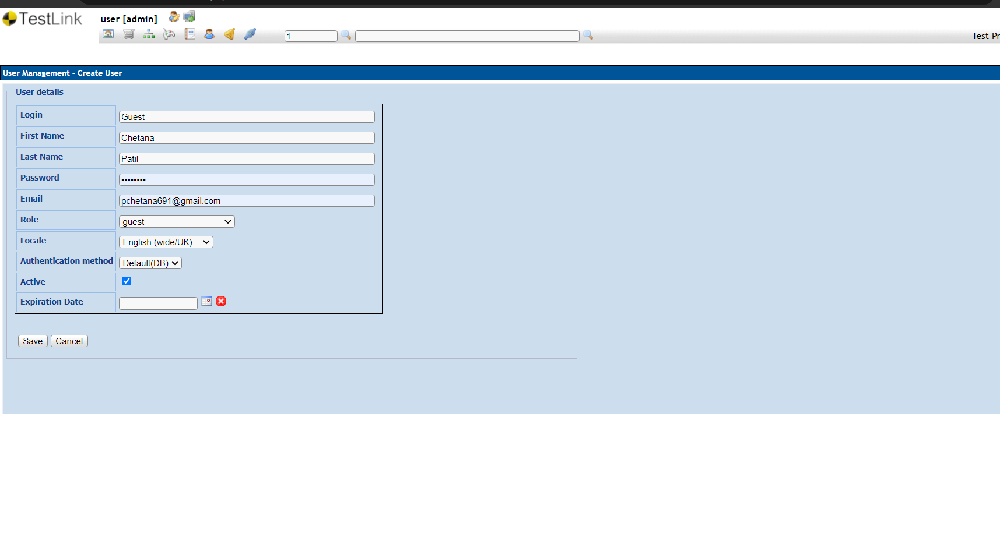 TestLink
user [admin]
1-
Test Pr
User Management - Create User
User details
Login Guest
First Name Chetana
Last Name Patil
Password ••••••••
Email pchetana691@gmail.com
Role guest
Locale English (wide/UK)
Authentication method Default(DB)
Active
Expiration Date
Save Cancel